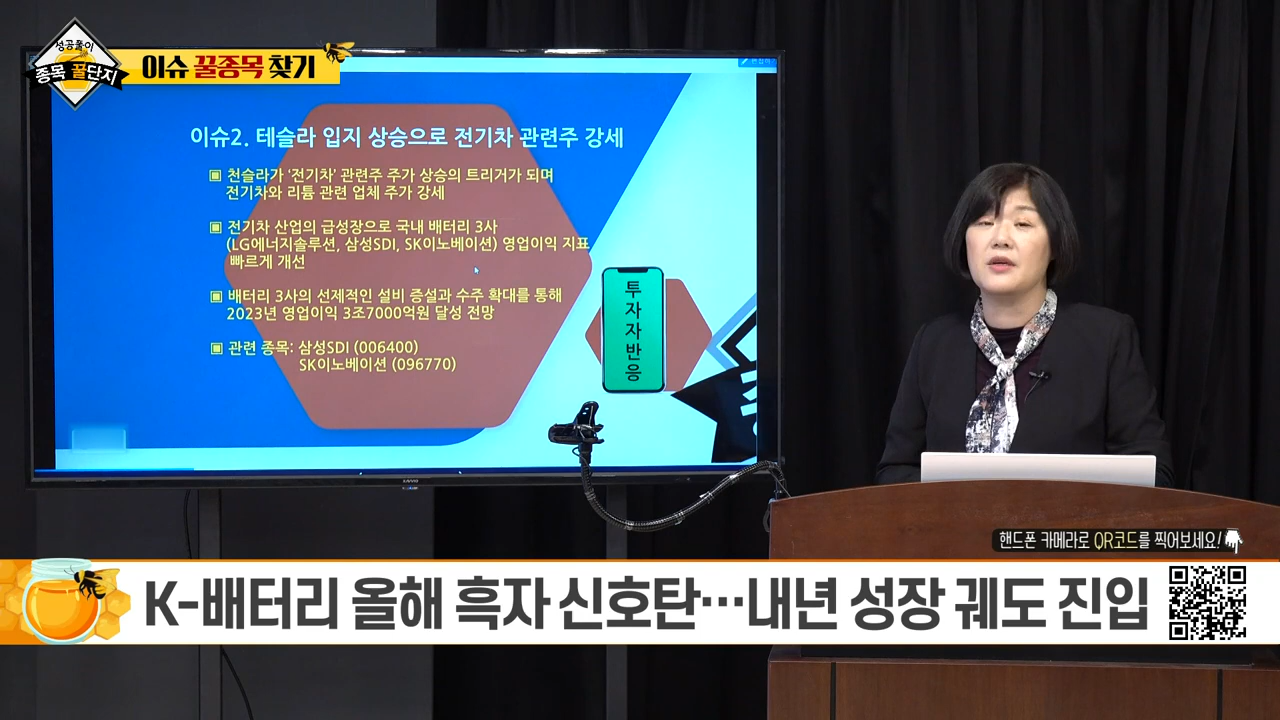 성공풀이
종목 꿀단지
이슈 꿀종목 찾기
이슈2. 테슬라 입지 상승으로 전기차 관련주 강세
▣ 천슬라가 '전기차' 관련주 주가 상승의 트리거가 되며
전기차와 리튬 관련 업체 주가 강세
▣ 전기차 산업의 급성장으로 국내 배터리 3사
(LG에너지솔루션, 삼성SDI, SK이노베이션) 영업이익 지표
빠르게 개선
▣ 배터리 3사의 선제적인 설비 증설과 수주 확대를 통해
2023년 영업이익 3조7000억원 달성 전망
▣ 관련 종목: 삼성SDI (006400)
SK이노베이션 (096770)
투자자반응
핸드폰 카메라로 QR코드를 찍어보세요!
K-배터리 올해 흑자 신호탄…내년 성장 궤도 진입